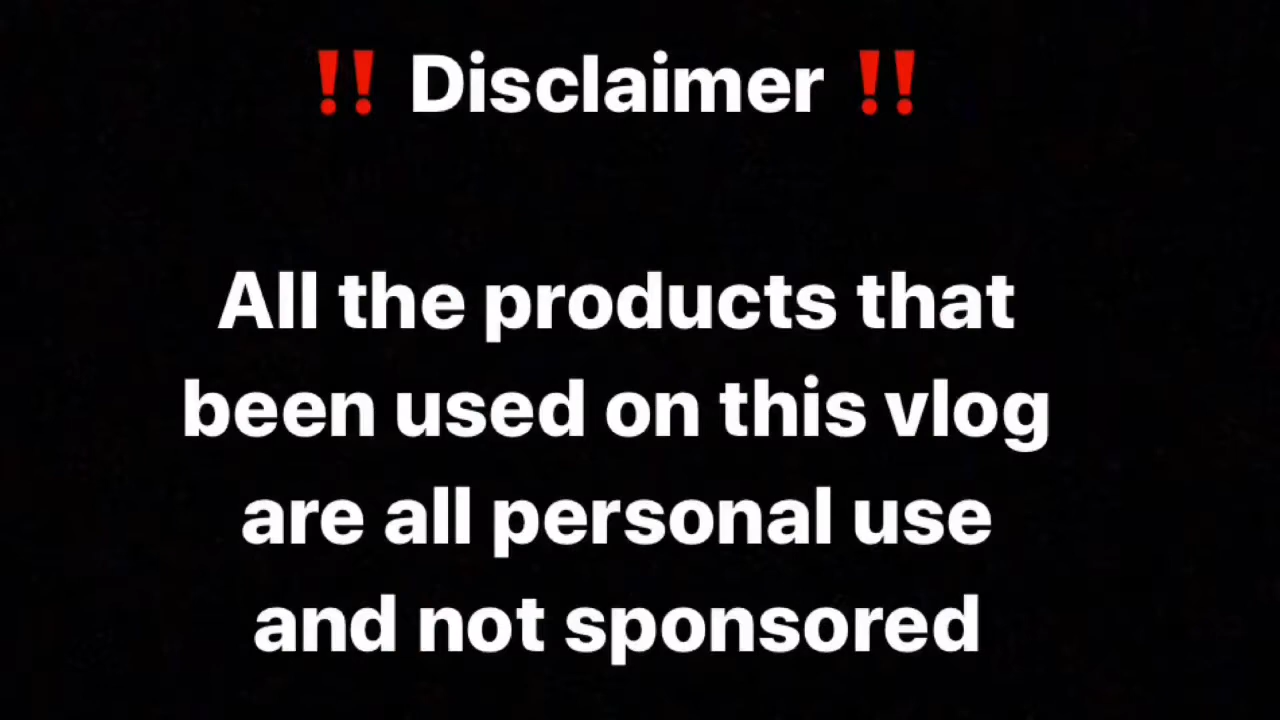 ‼️ Disclaimer ‼️
All the products that
been used on this vlog
are all personal use
and not sponsored